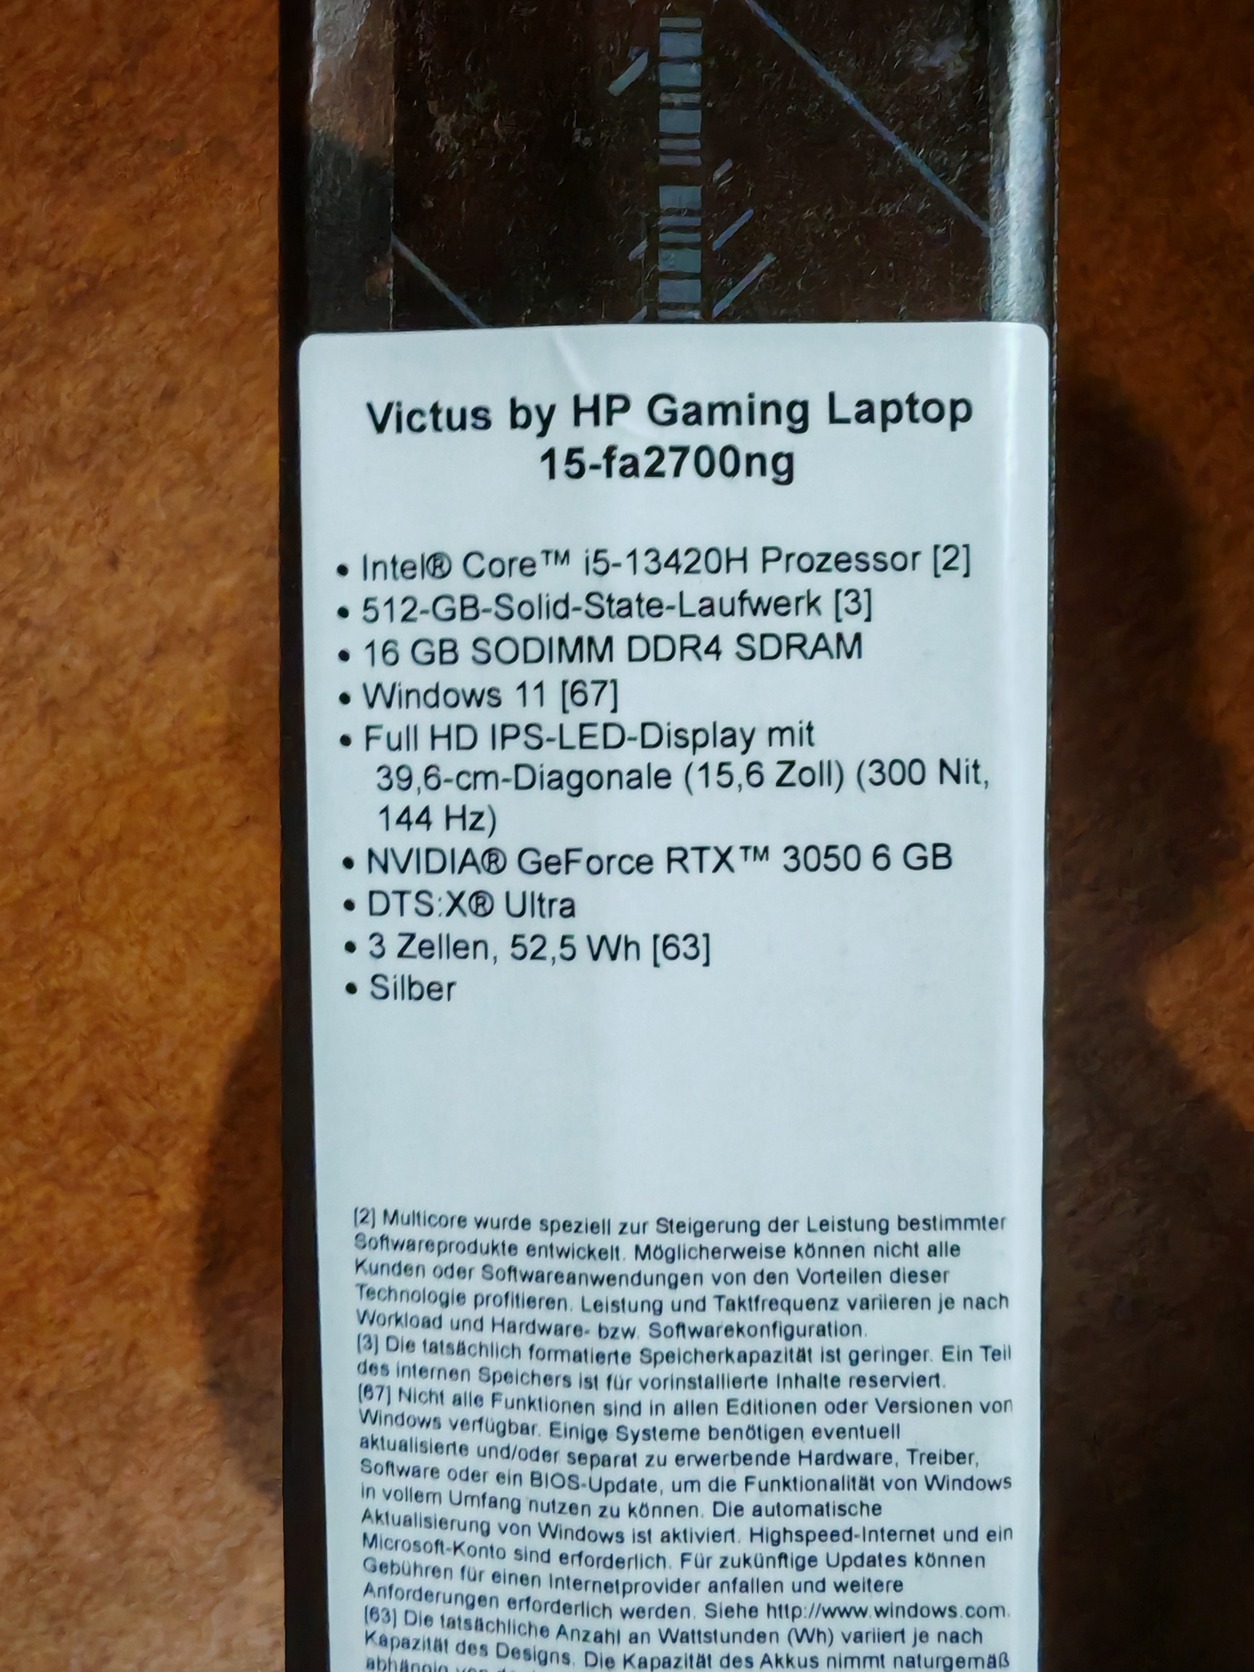 Victus by HP Gaming Laptop
15-fa2700ng
• Intel® Core™ i5-13420H Prozessor [2]
• 512-GB-Solid-State-Laufwerk [3]
• 16 GB SODIMM DDR4 SDRAM
• Windows 11 [67]
• Full HD IPS-LED-Display mit
39,6-cm-Diagonale (15,6 Zoll) (300 Nit,
144 Hz)
• NVIDIA® GeForce RTX™ 3050 6 GB
• DTS:X® Ultra
• 3 Zellen, 52,5 Wh [63]
• Silber
[2] Multicore wurde speziell zur Steigerung der Leistung bestimmter
Softwareprodukte entwickelt. Möglicherweise können nicht alle
Kunden oder Softwareanwendungen von den Vorteilen dieser
Technologie profitieren. Leistung und Taktfrequenz variieren je nach
Workload und Hardware- bzw. Softwarekonfiguration.
[3] Die tatsächlich formatierte Speicherkapazität ist geringer. Ein Teil
des internen Speichers ist für vorinstallierte Inhalte reserviert.
[67] Nicht alle Funktionen sind in allen Editionen oder Versionen von
Windows verfügbar. Einige Systeme benötigen eventuell
aktualisierte und/oder separat zu erwerbende Hardware, Treiber,
Software oder ein BIOS-Update, um die Funktionalität von Windows
in vollem Umfang nutzen zu können. Die automatische
Aktualisierung von Windows ist aktiviert. Highspeed-Internet und ein
Microsoft-Konto sind erforderlich. Für zukünftige Updates können
Gebühren für einen Internetprovider anfallen und weitere
Anforderungen erforderlich werden. Siehe http://www.windows.com.
[63] Die tatsächliche Anzahl an Wattstunden (Wh) variiert je nach
Kapazität des Designs. Die Kapazität des Akkus nimmt naturgemäß
abhängig von